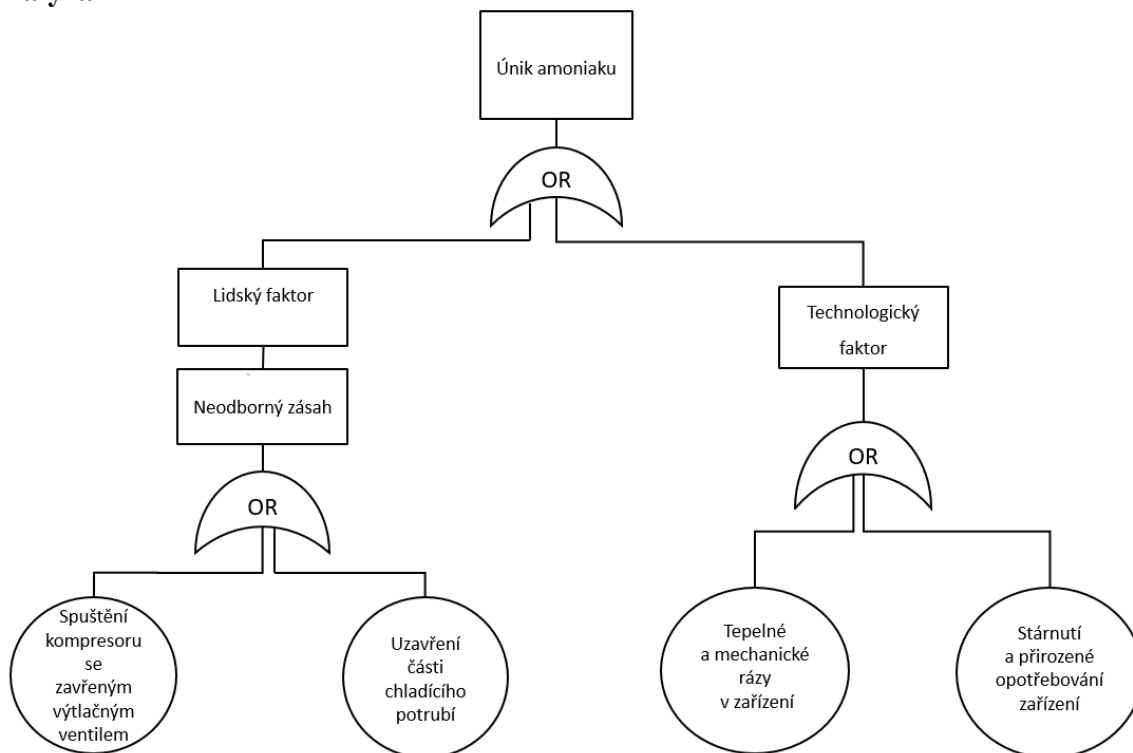 Únik amoniaku
OR
Lidský faktor
Technologický
faktor
Neodborný zásah
OR
OR
Spuštění
kompresoru
se
zavřeným
výtlačným
ventilem
Uzavření
části
chladícího
potrubí
Tepelné
a mechanické
rázy
v zařízení
Stárnutí
a přirozené
opotřebování
zařízení